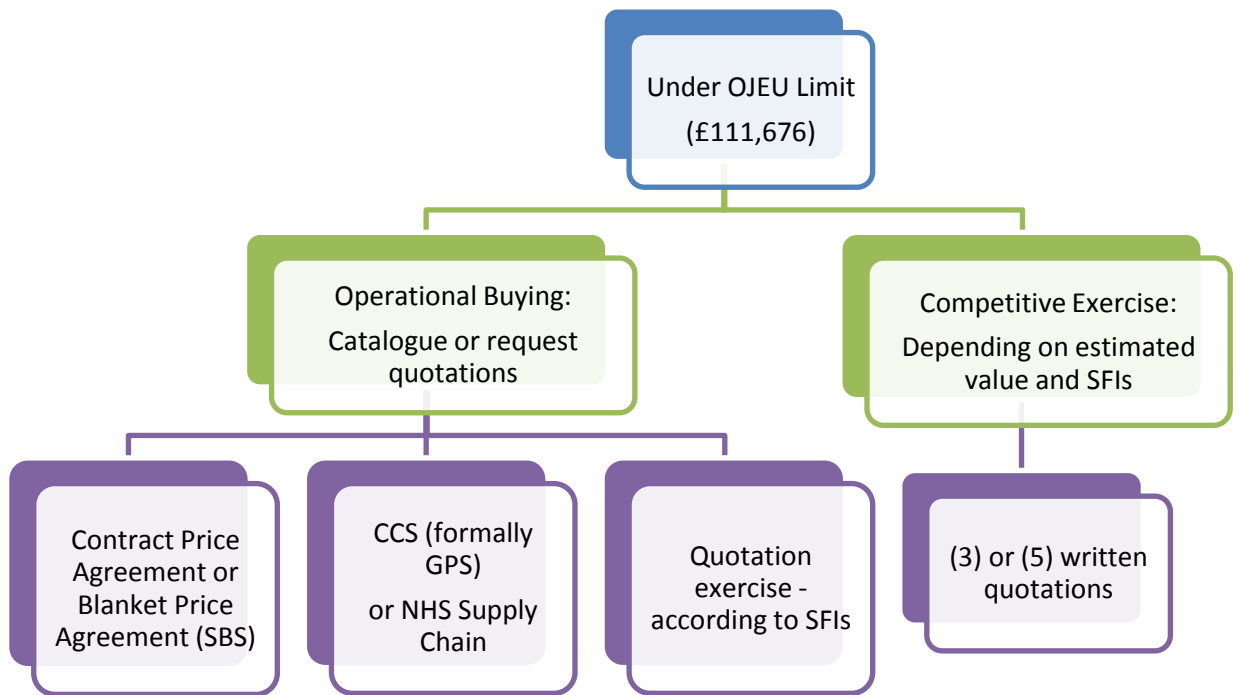 Under OJEU Limit
(£111,676)
Operational Buying:
Catalogue or request
quotations
Competitive Exercise:
Depending on estimated
value and SFIs
Contract Price
Agreement or
Blanket Price
Agreement (SBS)
CCS (formally
GPS)
or NHS Supply
Chain
Quotation
exercise -
according to SFIs
(3) or (5) written
quotations